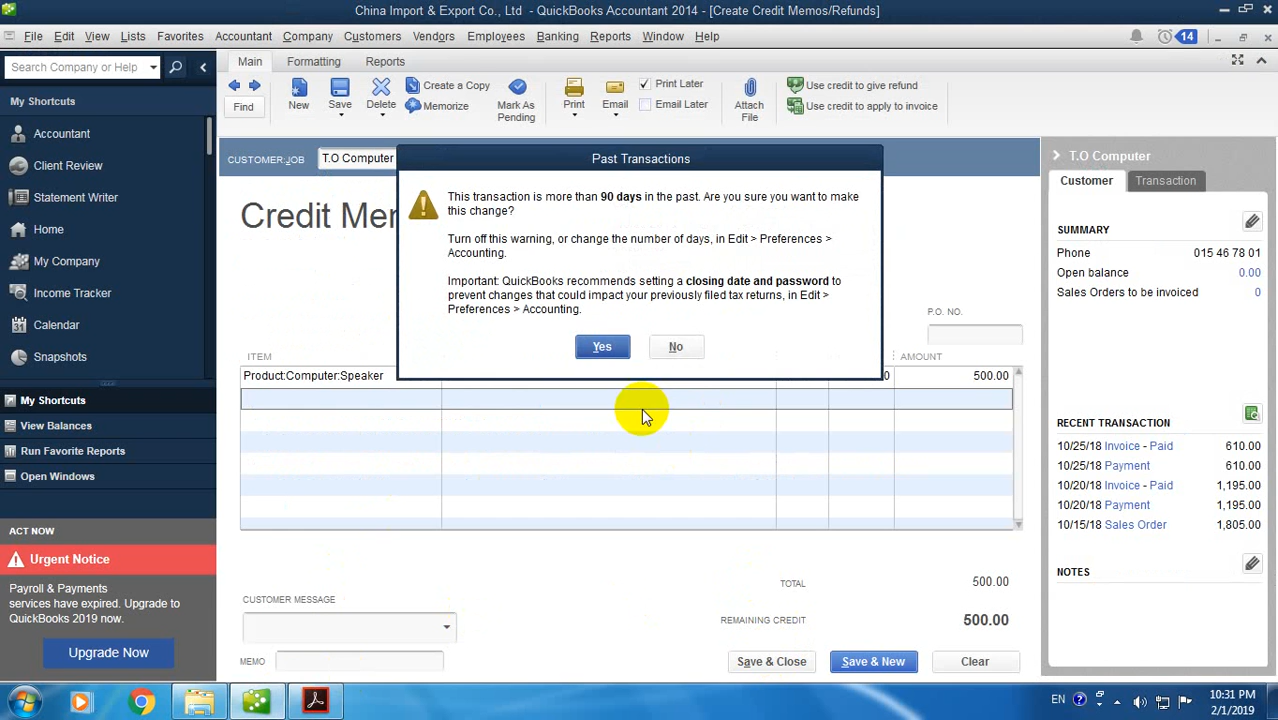 China Import & Export Co., Ltd - QuickBooks Accountant 2014 - [Create Credit Memos/Refunds]
File Edit View Lists Favorites Accountant Company Customers Vendors Employees Banking Reports Window Help
14
Search Company or Help
My Shortcuts
Accountant
Client Review
Statement Writer
Home
My Company
Income Tracker
Calendar
Snapshots
My Shortcuts
View Balances
Run Favorite Reports
Open Windows
ACT NOW
Urgent Notice
Payroll & Payments
services have expired. Upgrade to
QuickBooks 2019 now.
Upgrade Now
Main Formatting Reports
Find
New
Save
Delete
Create a Copy
Memorize
Mark As
Pending
Print
Email
Print Later
Email Later
Attach
File
Use credit to give refund
Use credit to apply to invoice
CUSTOMER:JOB T.O Computer
Credit Mem
Past Transactions
This transaction is more than 90 days in the past. Are you sure you want to make
this change?
Turn off this warning, or change the number of days, in Edit > Preferences >
Accounting.
Important: QuickBooks recommends setting a closing date and password to
prevent changes that could impact your previously filed tax returns, in Edit >
Preferences > Accounting.
Yes No
P.O. NO.
ITEM AMOUNT
Product:Computer:Speaker 0 500.00
TOTAL 500.00
CUSTOMER MESSAGE
REMAINING CREDIT 500.00
MEMO
Save & Close Save & New Clear
T.O Computer
Customer Transaction
SUMMARY
Phone 015 46 78 01
Open balance 0.00
Sales Orders to be invoiced 0
RECENT TRANSACTION
10/25/18 Invoice - Paid 610.00
10/25/18 Payment 610.00
10/20/18 Invoice - Paid 1,195.00
10/20/18 Payment 1,195.00
10/15/18 Sales Order 1,805.00
NOTES
EN
10:31 PM
2/1/2019